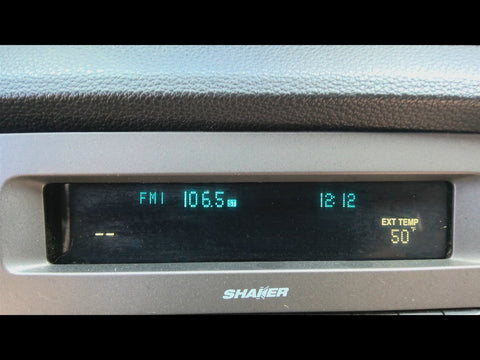 FM1 106.5 ST 12:12
EXT TEMP
-- 50°F
SHAKER